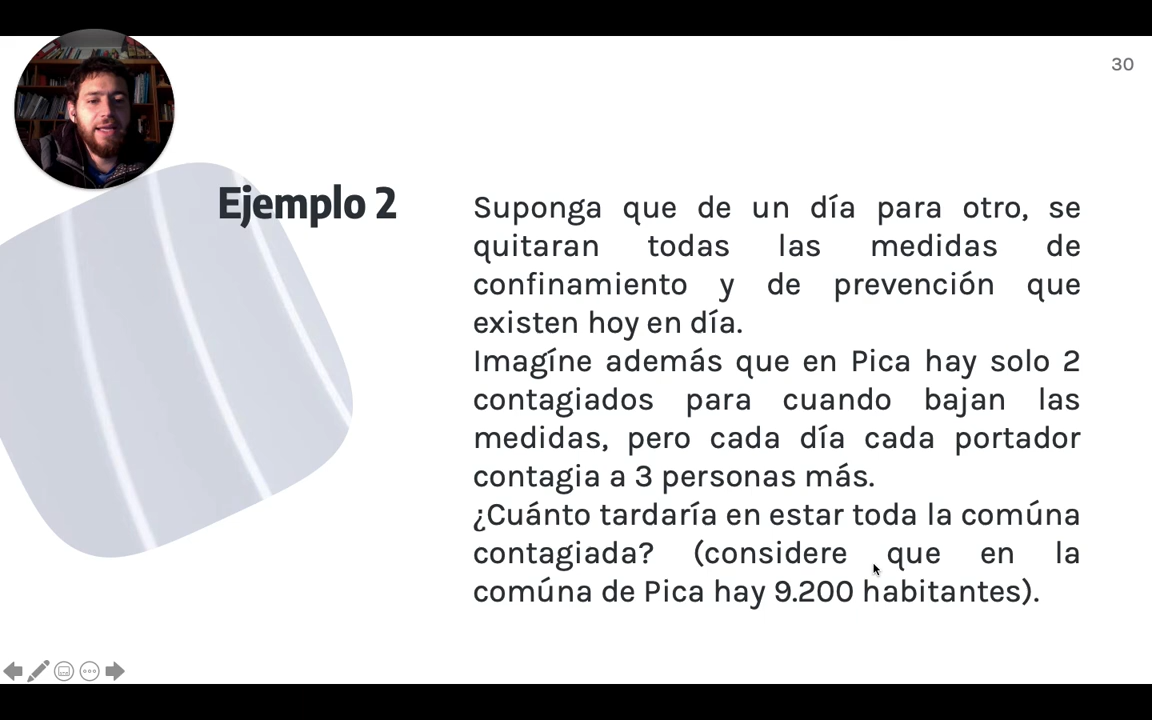 30
Ejemplo 2
Suponga que de un día para otro, se
quitaran todas las medidas de
confinamiento y de prevención que
existen hoy en día.
Imagíne además que en Pica hay solo 2
contagiados para cuando bajan las
medidas, pero cada día cada portador
contagia a 3 personas más.
¿Cuánto tardaría en estar toda la comúna
contagiada? (considere que en la
comúna de Pica hay 9.200 habitantes).